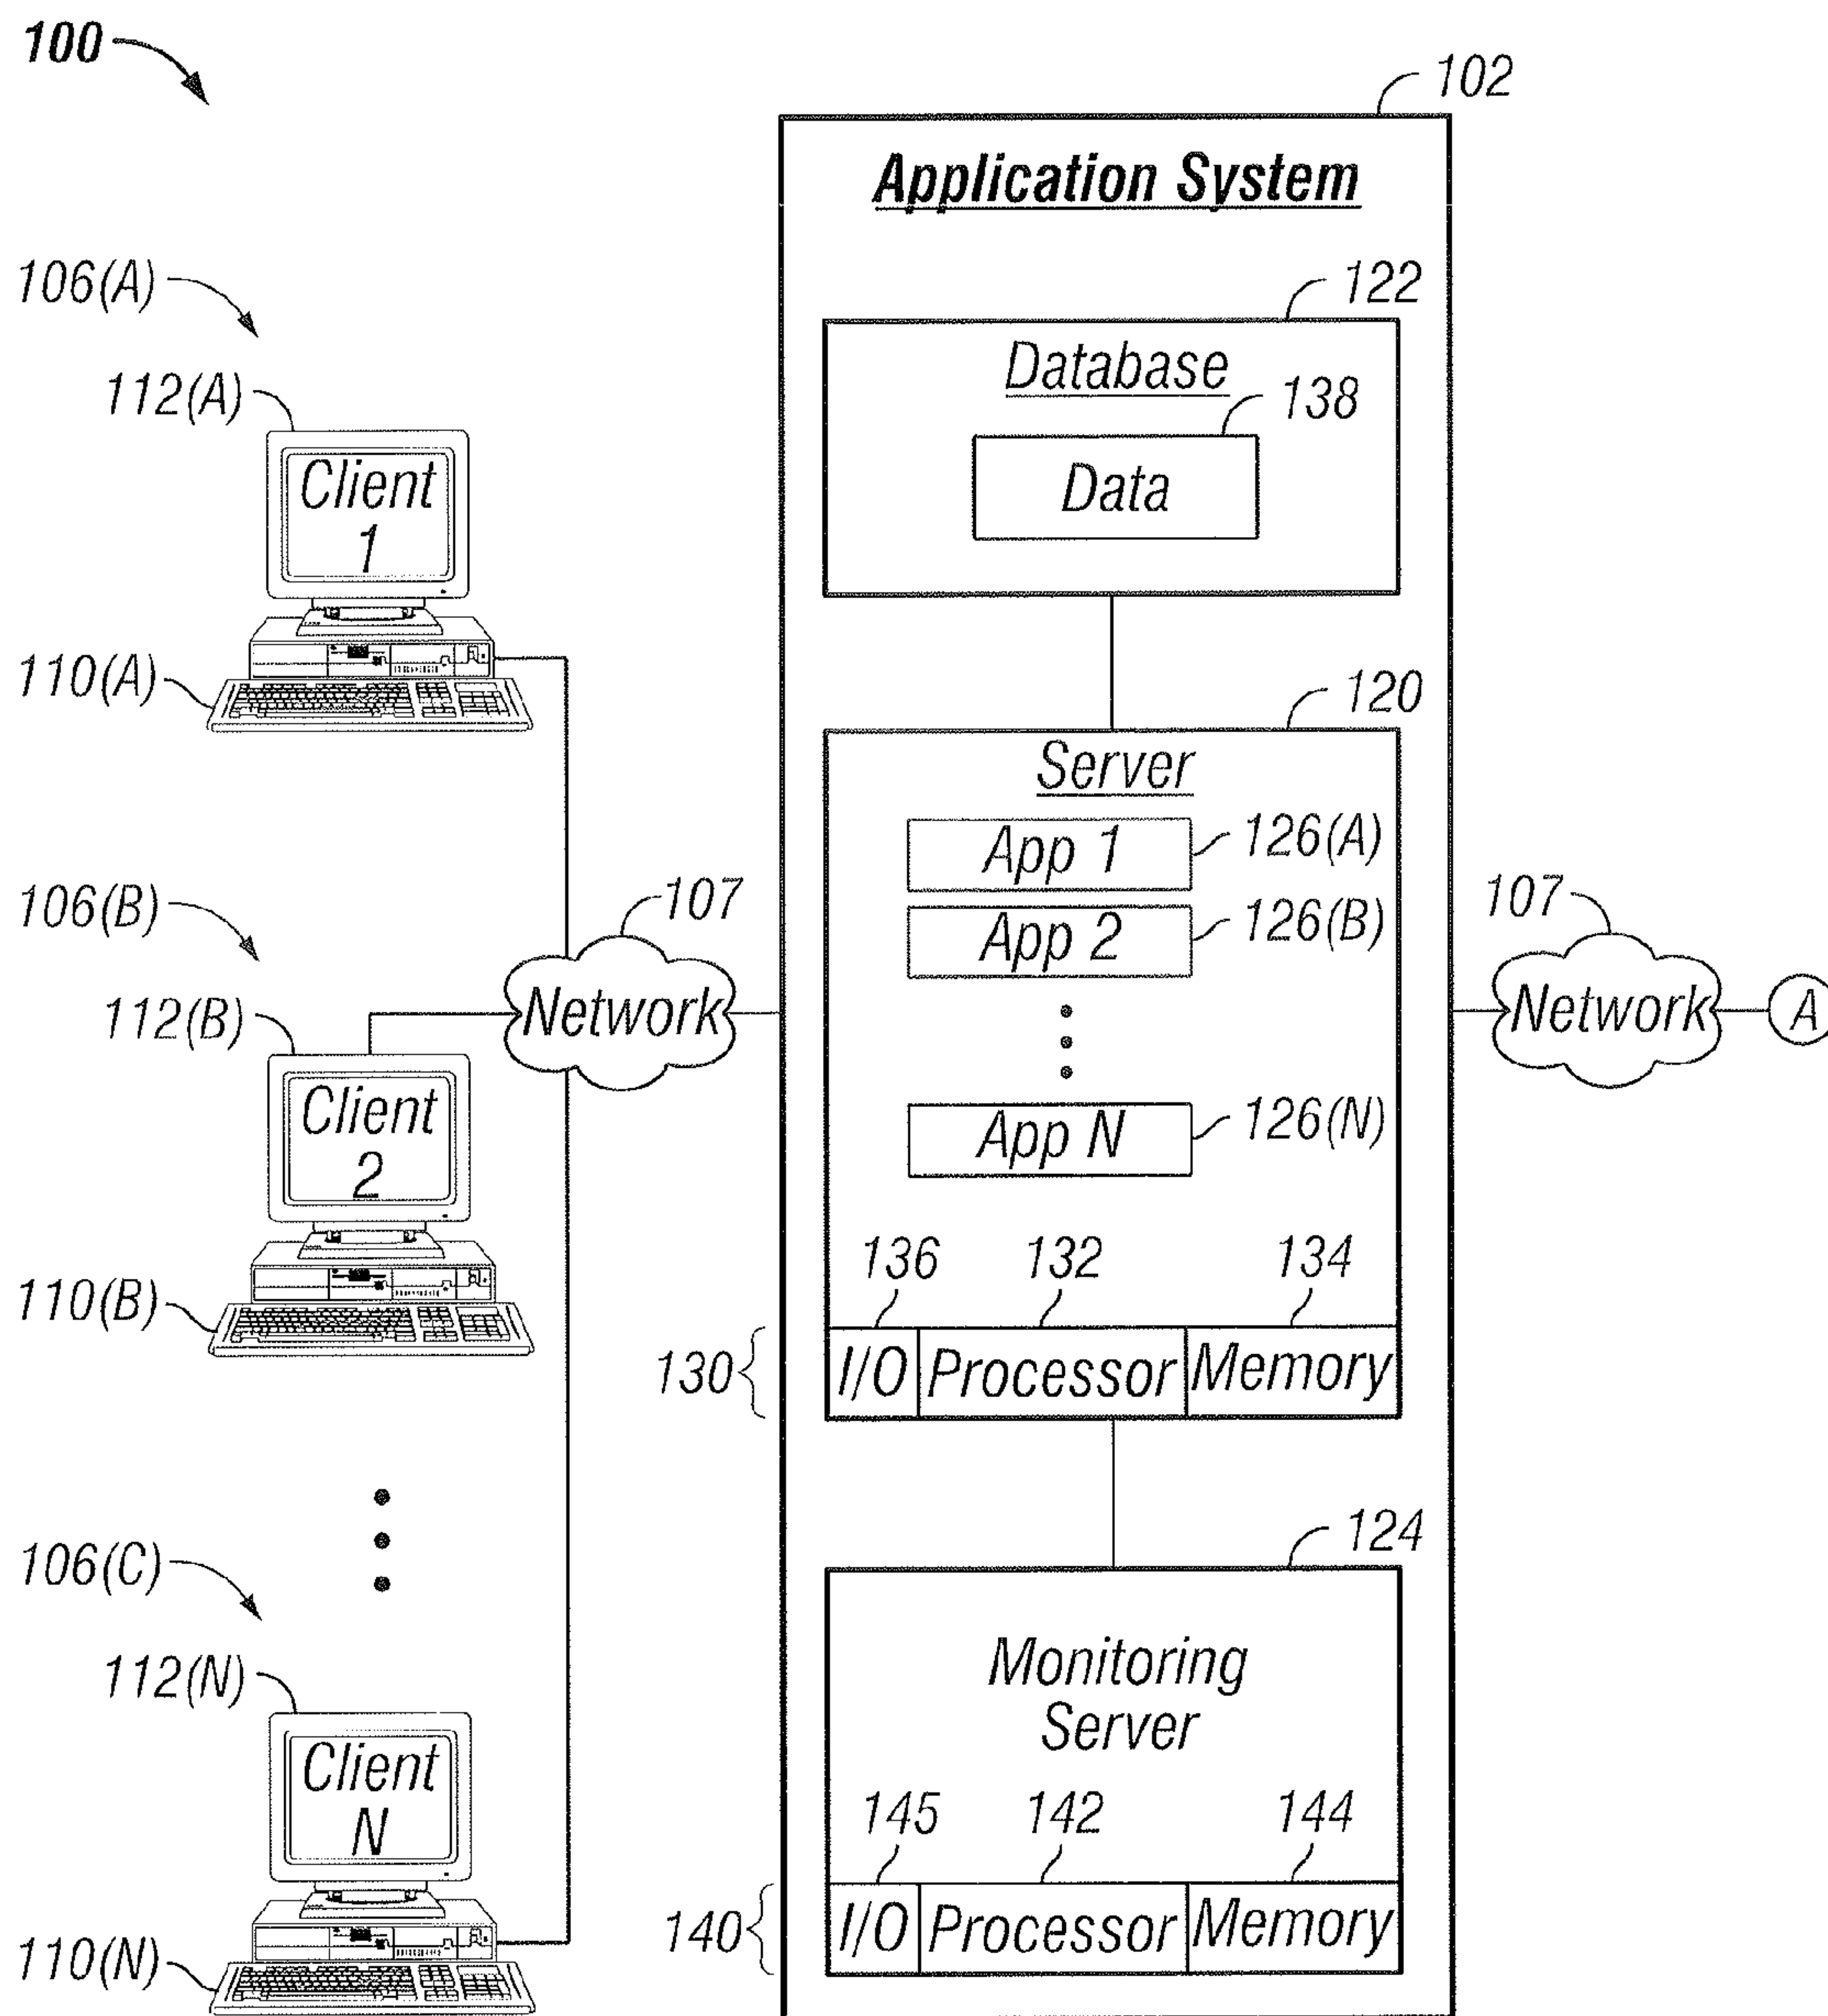 100
102
Application System
106(A)
122
112(A)
Database
138
Client
1
Data
110(A)
120
Server
App 1
126(A)
106(B)
107
App 2
126(B)
107
112(B)
Network
Network
A
Client
2
App N
126(N)
136
132
134
110(B)
130
I/O
Processor
Memory
106(C)
124
112(N)
Monitoring
Server
Client
N
145
142
144
110(N)
140
I/O
Processor
Memory